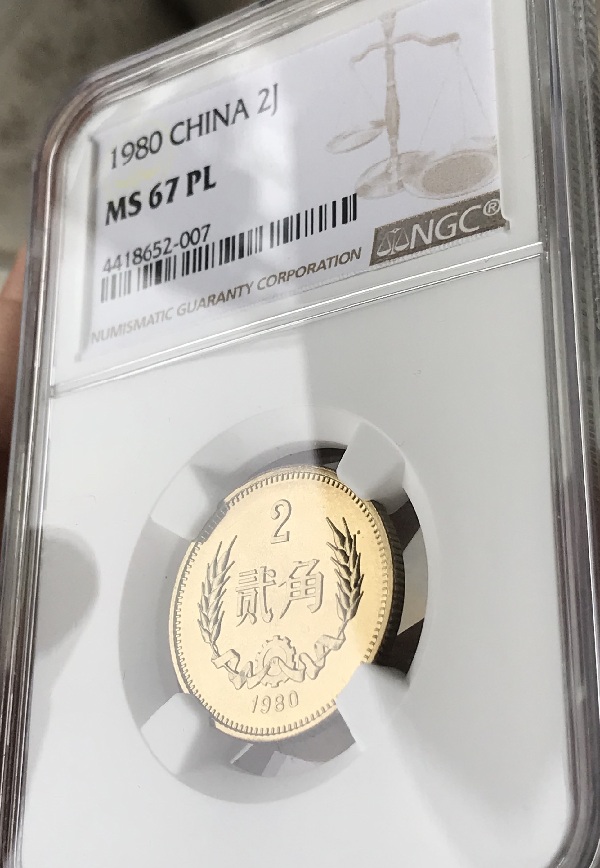 1980 CHINA 2J
MS 67 PL
4418652-007
NGC®
NUMISMATIC GUARANTY CORPORATION
2
贰角
1980